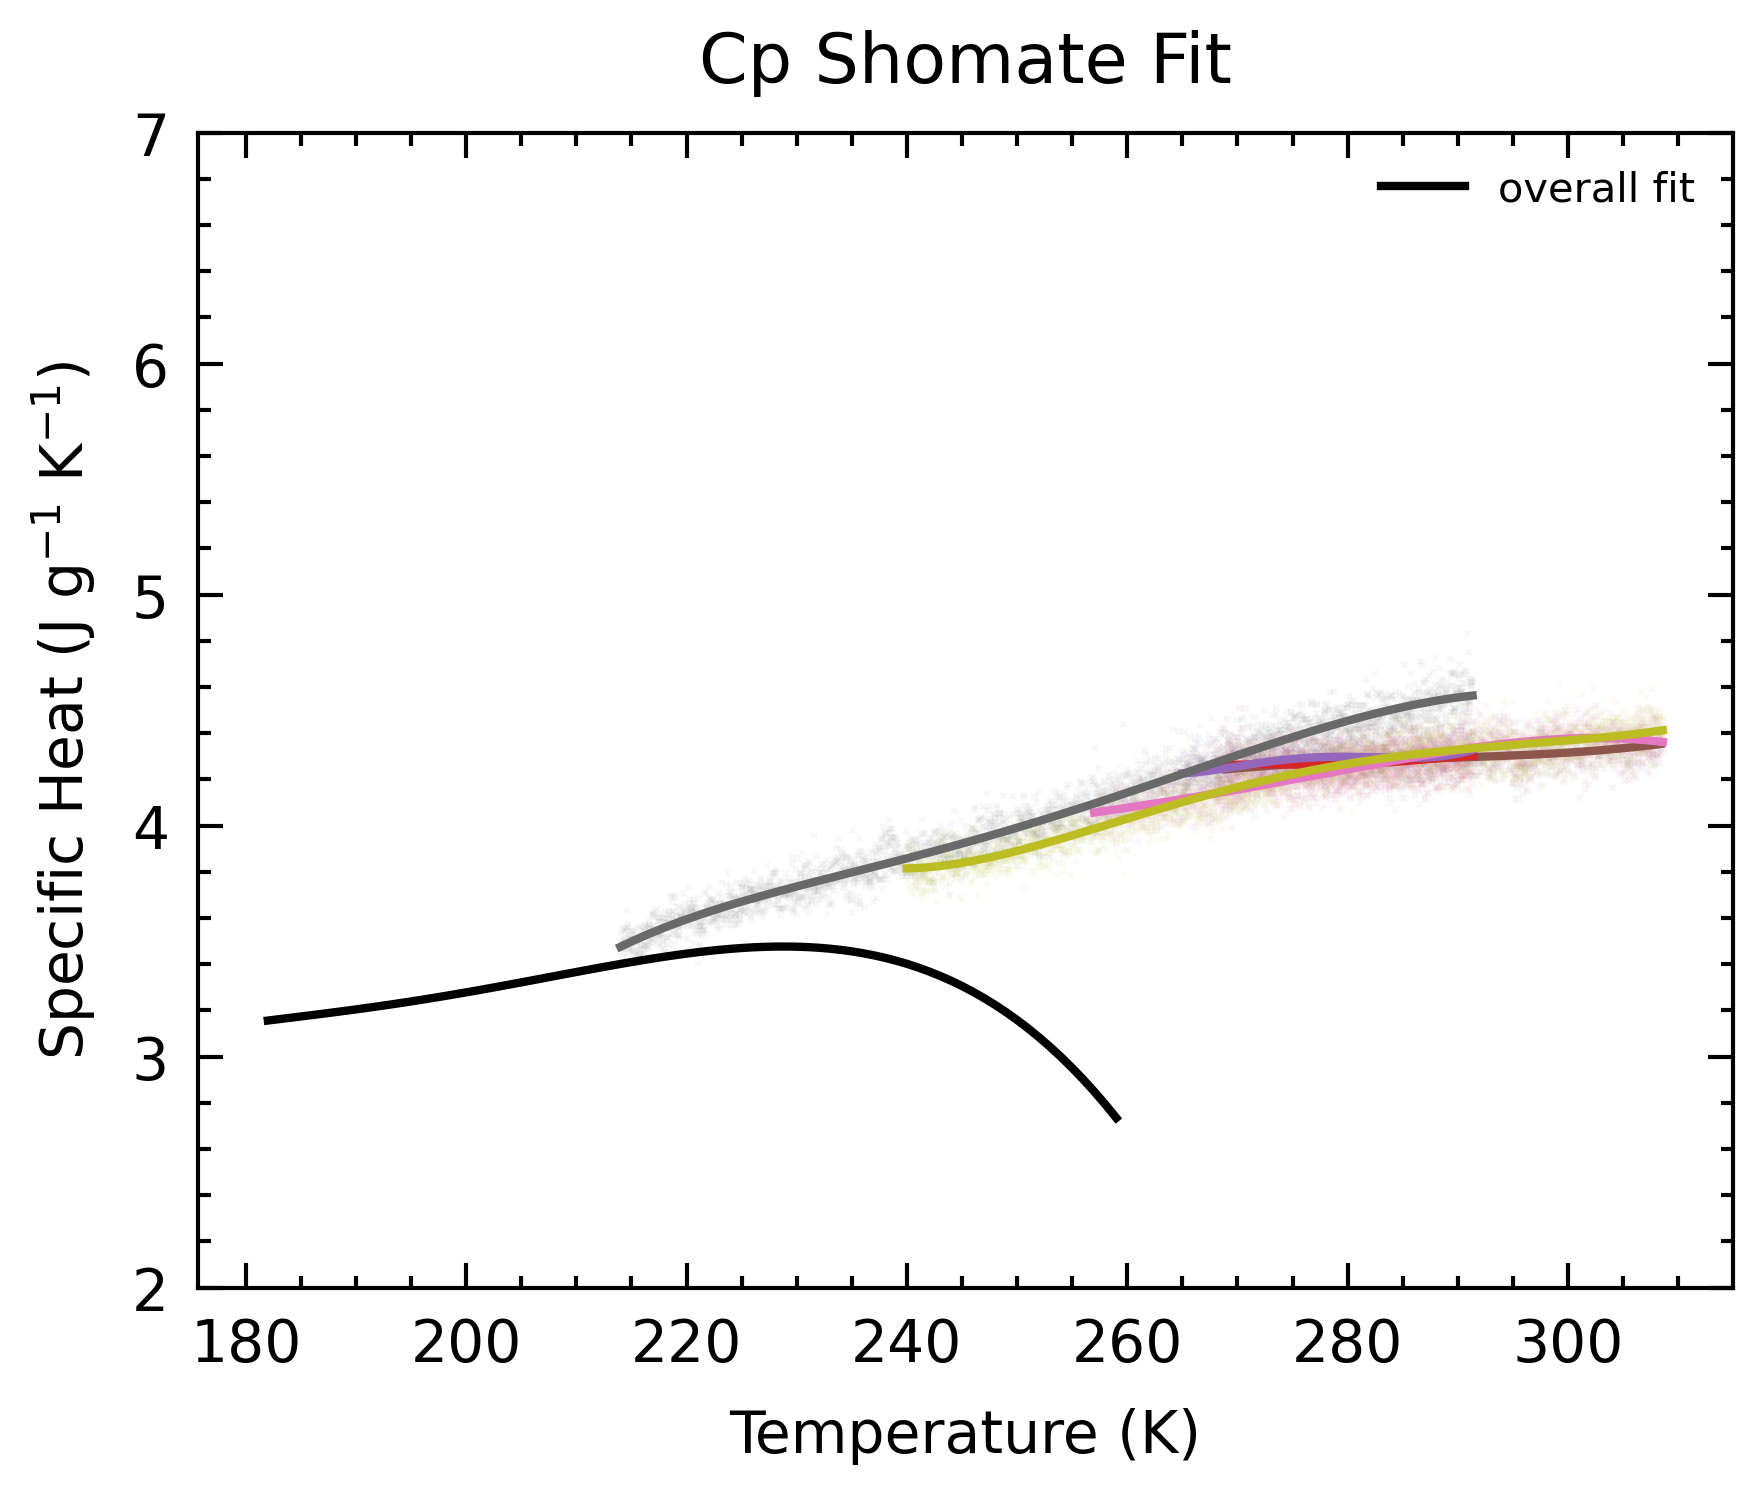 Cp Shomate Fit
overall fit
7
6
5
4
3
2
Specific Heat (J g⁻¹ K⁻¹)
180 200 220 240 260 280 300
Temperature (K)